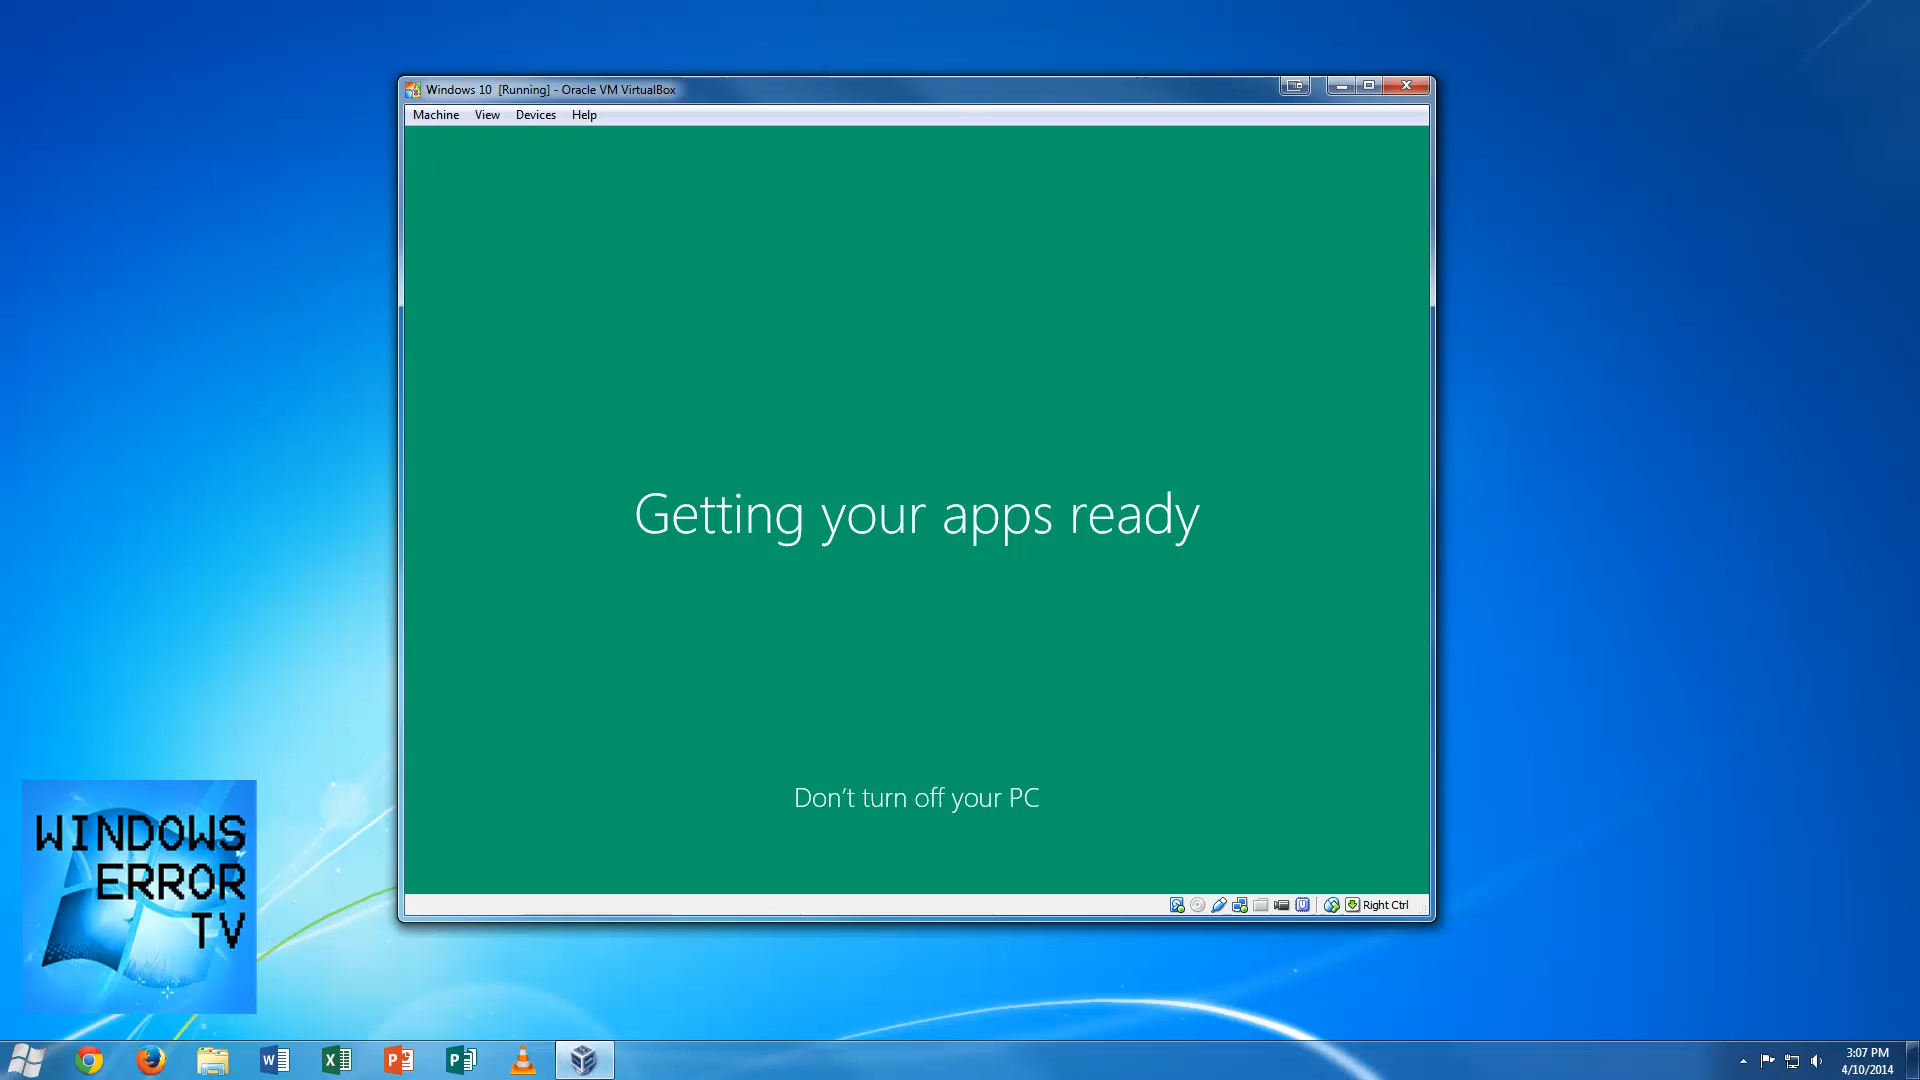 Windows 10 [Running] - Oracle VM VirtualBox
Machine View Devices Help
Getting your apps ready
Don't turn off your PC
Right Ctrl
WINDOWS
ERROR
TV
3:07 PM
4/10/2014